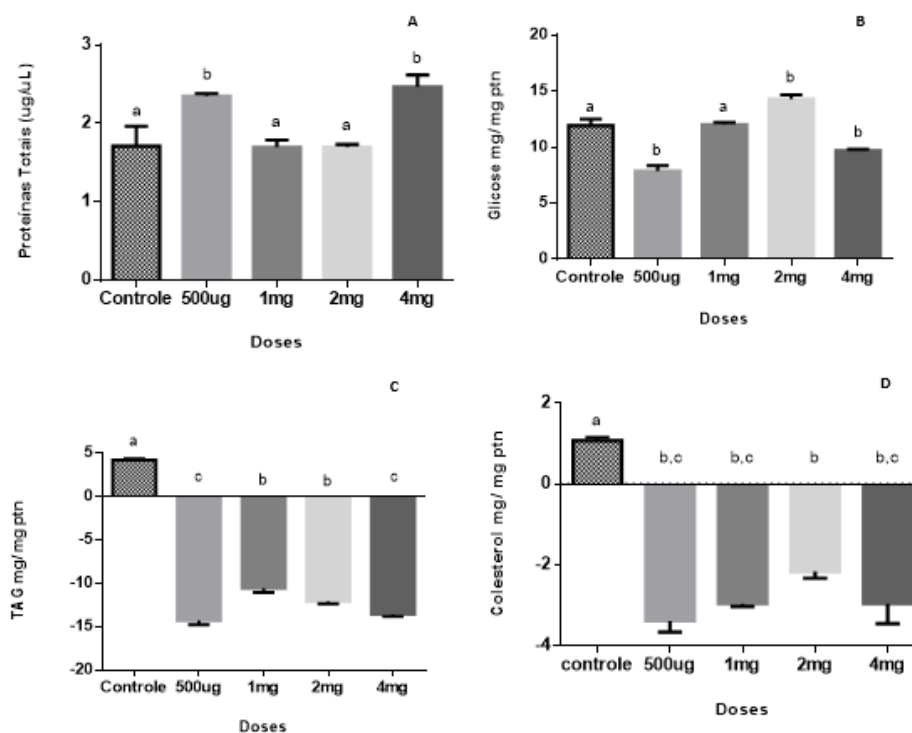 A
Proteínas Totais (ug/uL)
3
2
1
0
a
b
a
a
b
Controle 500ug 1mg 2mg 4mg
Doses
B
Glicose mg/mg ptn
20
15
10
5
0
a
b
a
b
b
Controle 500ug 1mg 2mg 4mg
Doses
C
TAG mg/mg ptn
5
0
-5
-10
-15
-20
a
c
b
b
c
Controle 500ug 1mg 2mg 4mg
Doses
D
Colesterol mg/ mg ptn
2
0
-2
-4
a
b,c
b,c
b
b,c
controle 500ug 1mg 2mg 4mg
Doses